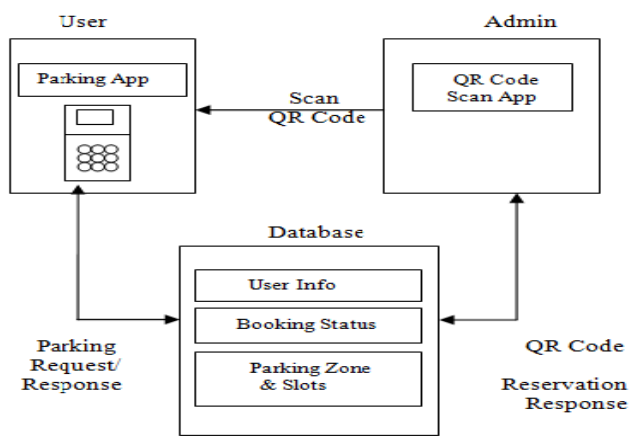 User
Admin
Parking App
QR Code
Scan App
Scan
QR Code
Database
User Info
Booking Status
Parking Zone
& Slots
Parking
Request/
Response
QR Code
Reservation
Response